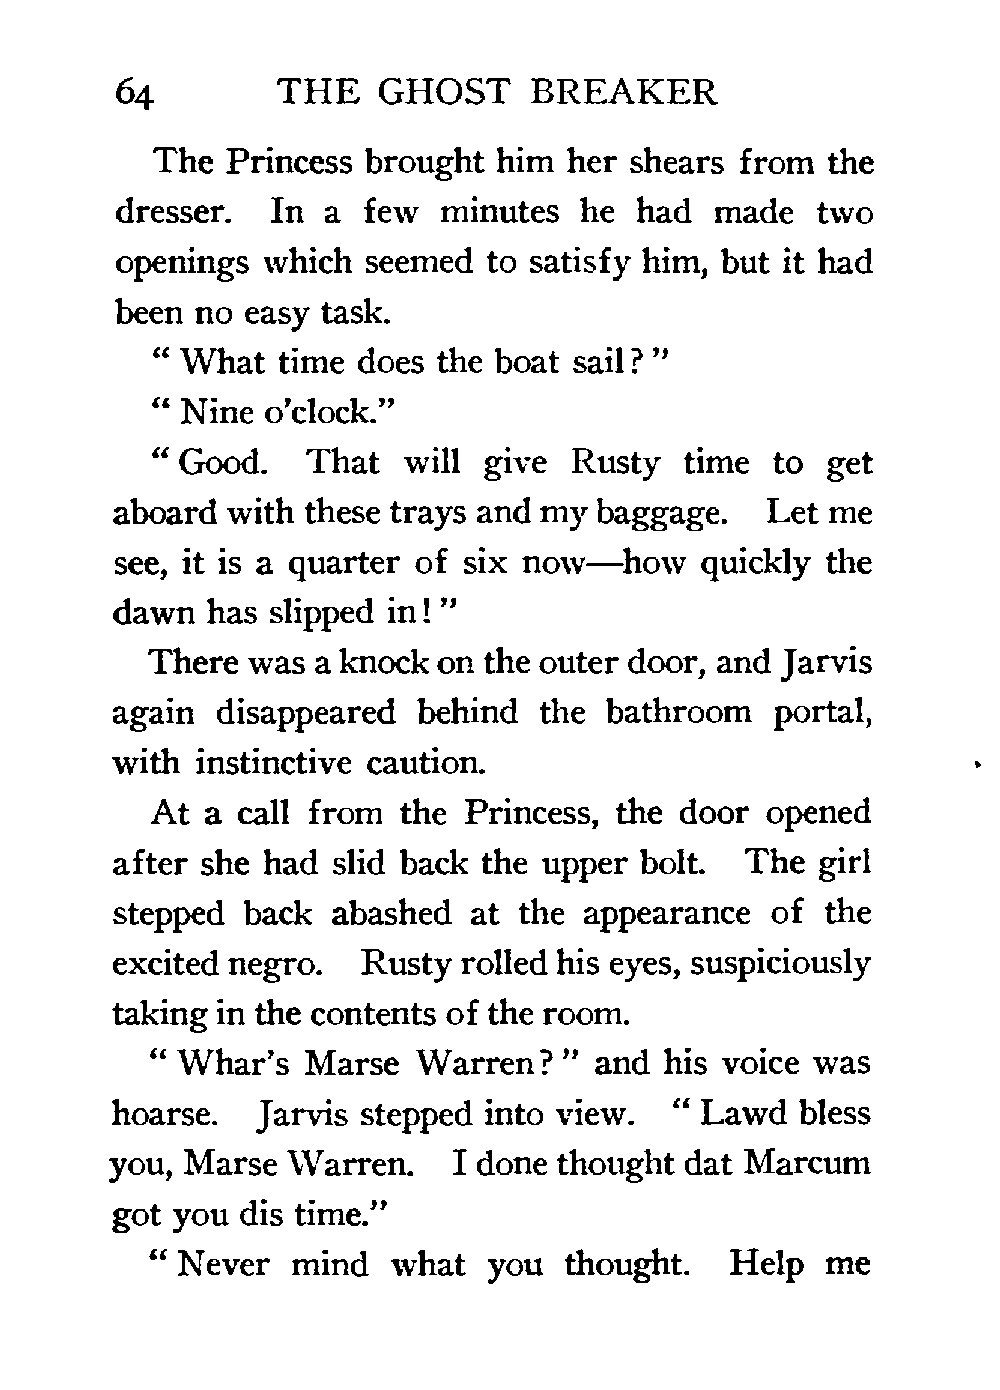 64 THE GHOST BREAKER
The Princess brought him her shears from the
dresser. In a few minutes he had made two
openings which seemed to satisfy him, but it had
been no easy task.
“ What time does the boat sail? ”
“ Nine o’clock.”
“ Good. That will give Rusty time to get
aboard with these trays and my baggage. Let me
see, it is a quarter of six now—how quickly the
dawn has slipped in! ”
There was a knock on the outer door, and Jarvis
again disappeared behind the bathroom portal,
with instinctive caution.
At a call from the Princess, the door opened
after she had slid back the upper bolt. The girl
stepped back abashed at the appearance of the
excited negro. Rusty rolled his eyes, suspiciously
taking in the contents of the room.
“ Whar’s Marse Warren? ” and his voice was
hoarse. Jarvis stepped into view. “ Lawd bless
you, Marse Warren. I done thought dat Marcum
got you dis time.”
“ Never mind what you thought. Help me